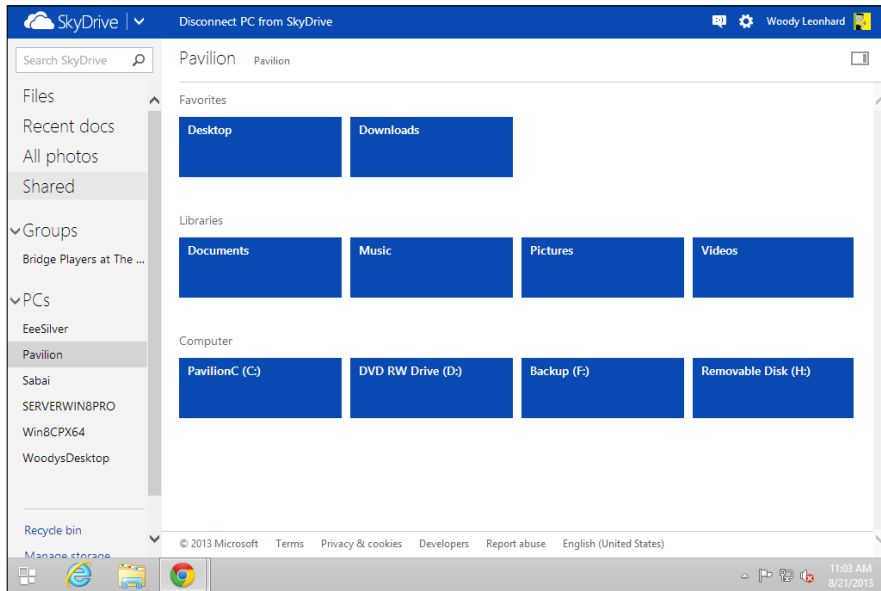 SkyDrive
Disconnect PC from SkyDrive
Woody Leonhard
Search SkyDrive
Files
Recent docs
All photos
Shared
Groups
Bridge Players at The ...
PCs
EeeSilver
Pavilion
Sabai
SERVERWIN8PRO
Win8CPX64
WoodysDesktop
Recycle bin
Manage storage
Pavilion Pavilion
Favorites
Desktop Downloads
Libraries
Documents Music Pictures Videos
Computer
PavilionC (C:) DVD RW Drive (D:) Backup (F:) Removable Disk (H:)
© 2013 Microsoft Terms Privacy & cookies Developers Report abuse English (United States)
11:03 AM
8/21/2013